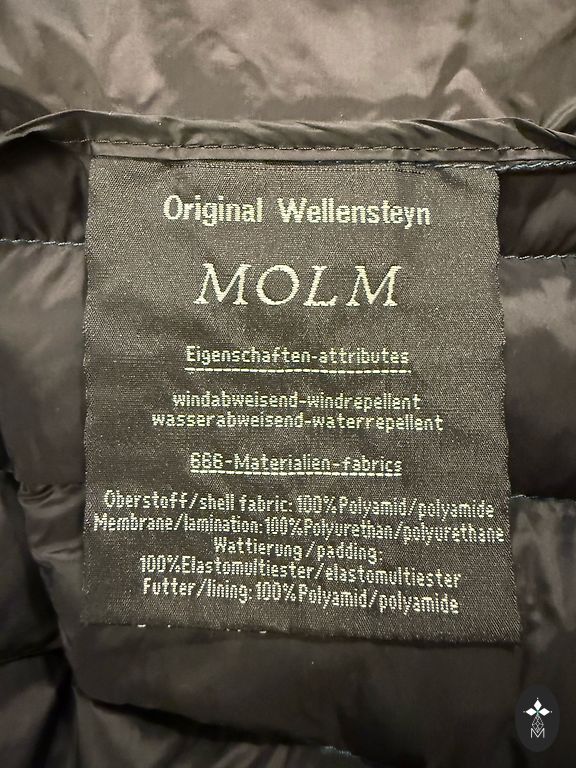 Original Wellensteyn
MOLM
Eigenschaften-attributes
windabweisend-windrepellent
wasserabweisend-waterrepellent
666-Materialien-fabrics
Oberstoff/shell fabric:100%Polyamid/polyamide
Membrane/lamination:100%Polyurethan/polyurethane
Wattierung/padding:
100%Elastomultiester/elastomultiester
Futter/lining:100%Polyamid/polyamide